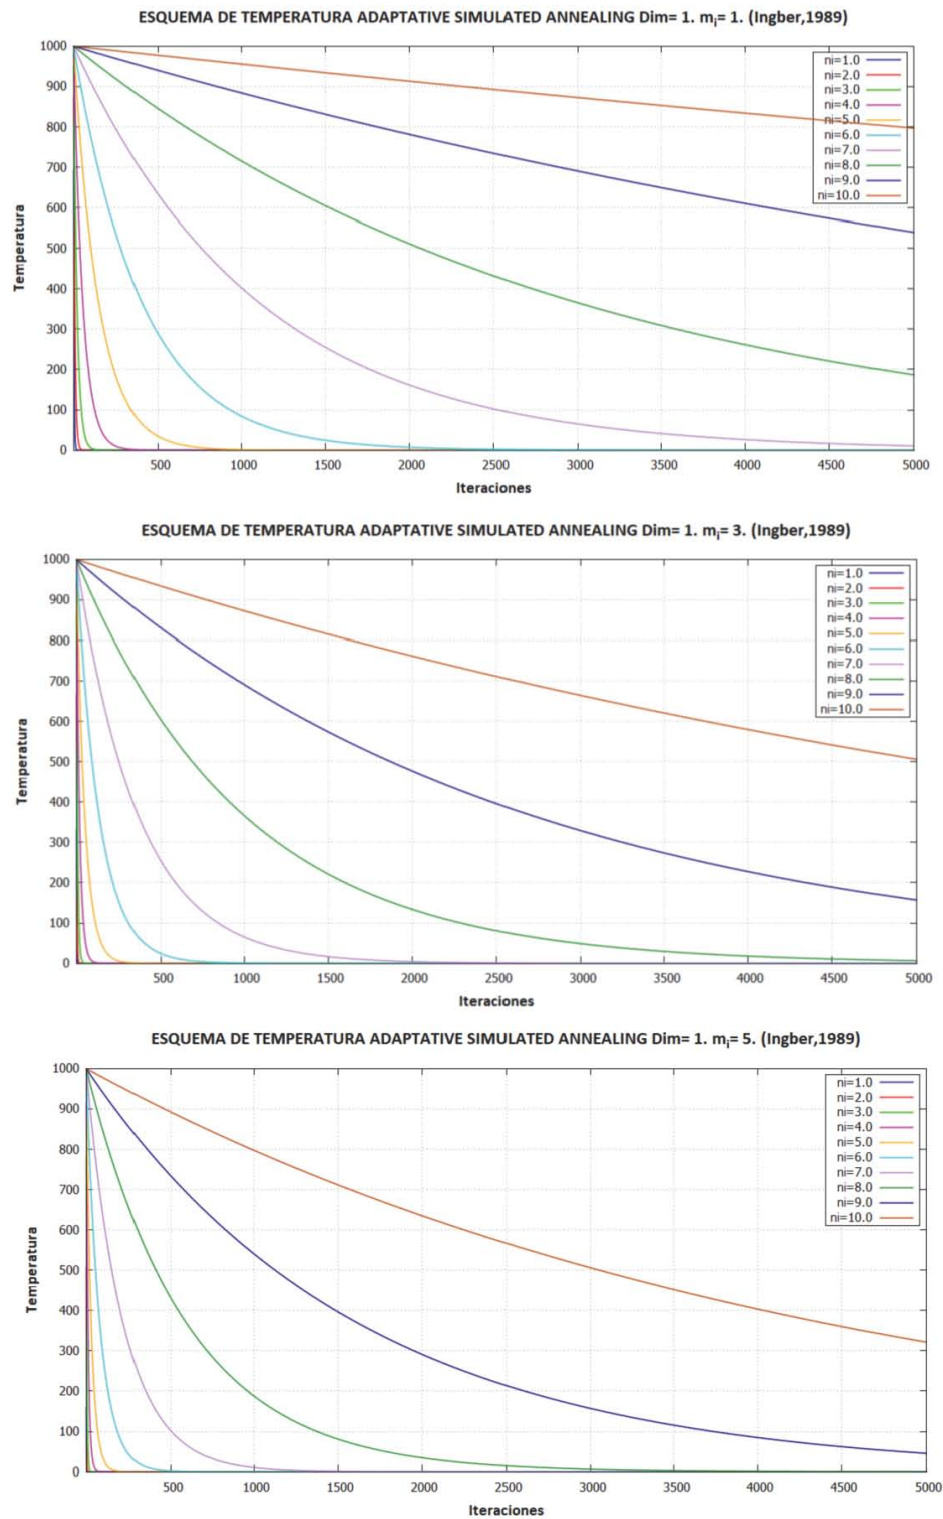 ESQUEMA DE TEMPERATURA ADAPTATIVE SIMULATED ANNEALING Dim= 1. mi= 1. (Ingber,1989)
1000
900
800
700
600
500
400
300
200
100
0
Temperatura
ni=1.0
ni=2.0
ni=3.0
ni=4.0
ni=5.0
ni=6.0
ni=7.0
ni=8.0
ni=9.0
ni=10.0
500 1000 1500 2000 2500 3000 3500 4000 4500 5000
Iteraciones
ESQUEMA DE TEMPERATURA ADAPTATIVE SIMULATED ANNEALING Dim= 1. mi= 3. (Ingber,1989)
1000
900
800
700
600
500
400
300
200
100
0
Temperatura
ni=1.0
ni=2.0
ni=3.0
ni=4.0
ni=5.0
ni=6.0
ni=7.0
ni=8.0
ni=9.0
ni=10.0
500 1000 1500 2000 2500 3000 3500 4000 4500 5000
Iteraciones
ESQUEMA DE TEMPERATURA ADAPTATIVE SIMULATED ANNEALING Dim= 1. mi= 5. (Ingber,1989)
1000
900
800
700
600
500
400
300
200
100
0
Temperatura
ni=1.0
ni=2.0
ni=3.0
ni=4.0
ni=5.0
ni=6.0
ni=7.0
ni=8.0
ni=9.0
ni=10.0
500 1000 1500 2000 2500 3000 3500 4000 4500 5000
Iteraciones